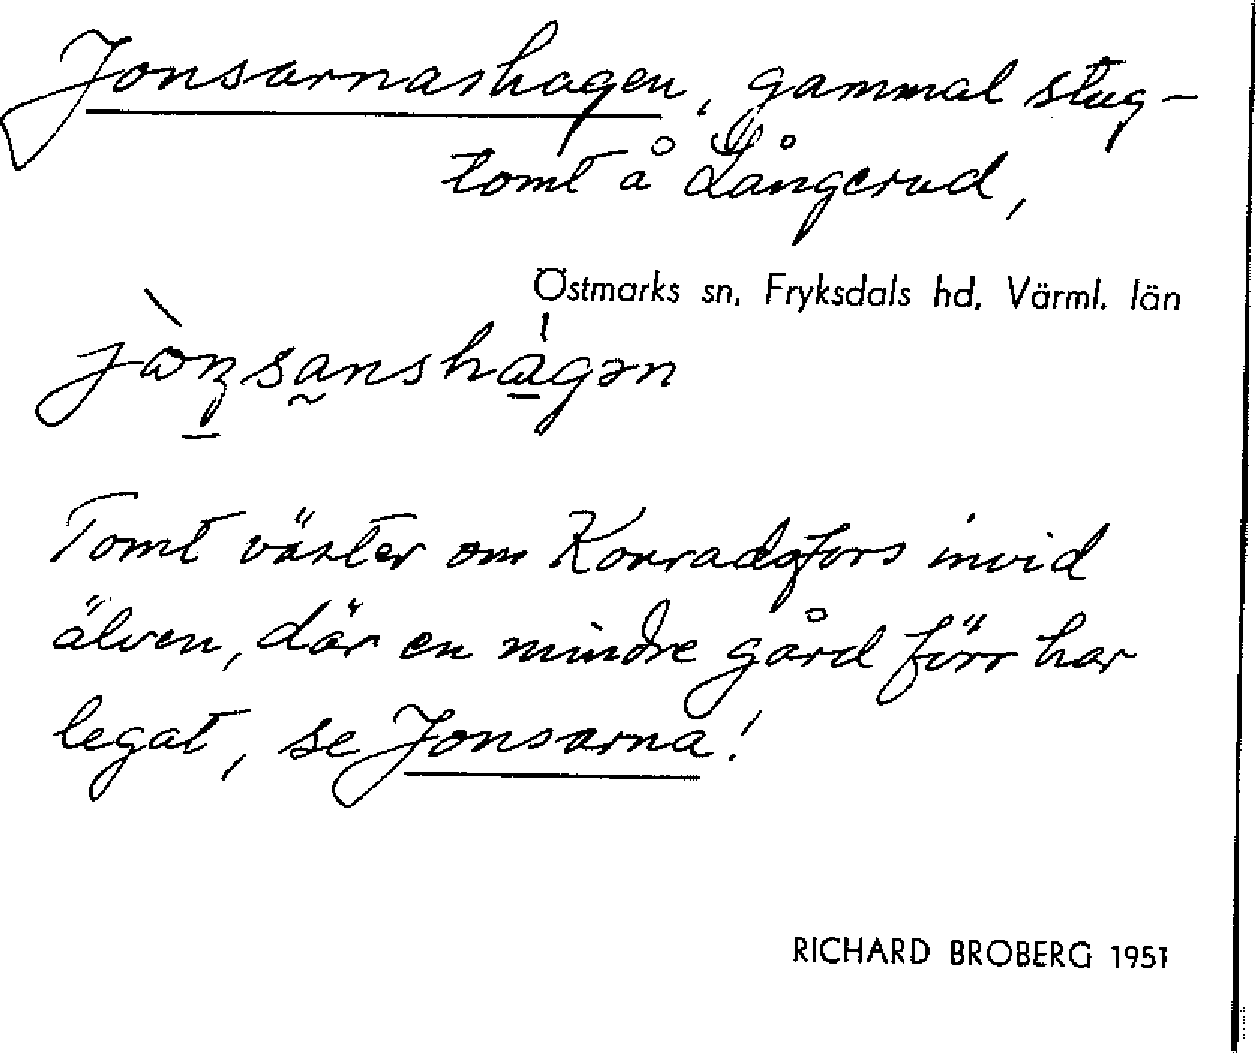 Jonsarnashagen, gammal stug-
tomt å Långerud,
Östmarks sn, Fryksdals hd, Värml. län
Tomt väster om Konradsfors invid
älven, där en mindre gård förr har
legat, se Jonsarna!
RICHARD BROBERG 1951